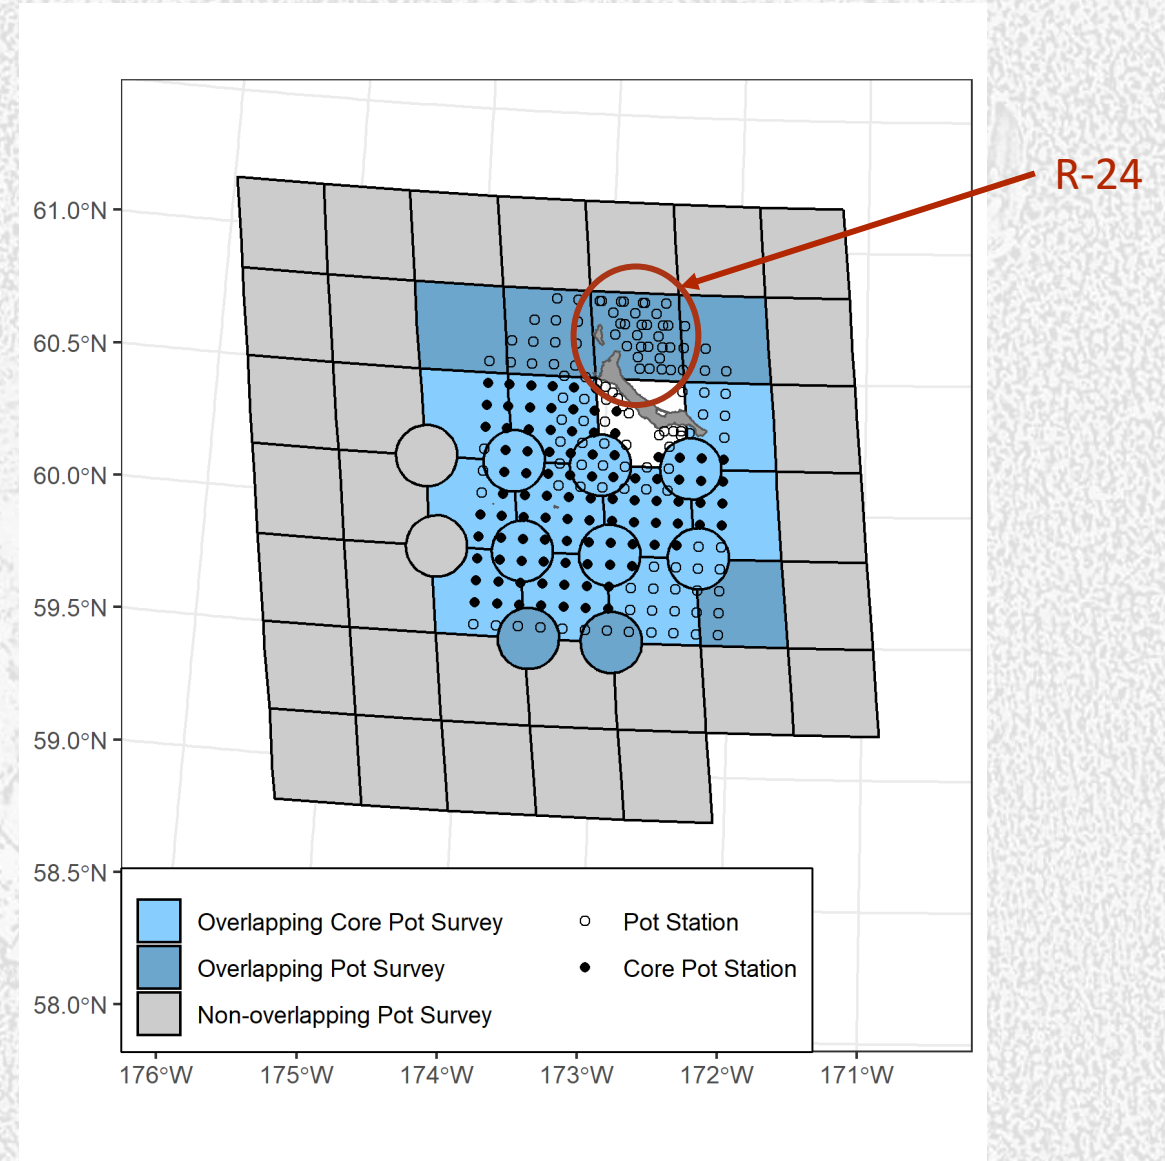 R-24
61.0°N
60.5°N
60.0°N
59.5°N
59.0°N
58.5°N
58.0°N
Overlapping Core Pot Survey
Overlapping Pot Survey
Non-overlapping Pot Survey
Pot Station
Core Pot Station
176°W 175°W 174°W 173°W 172°W 171°W